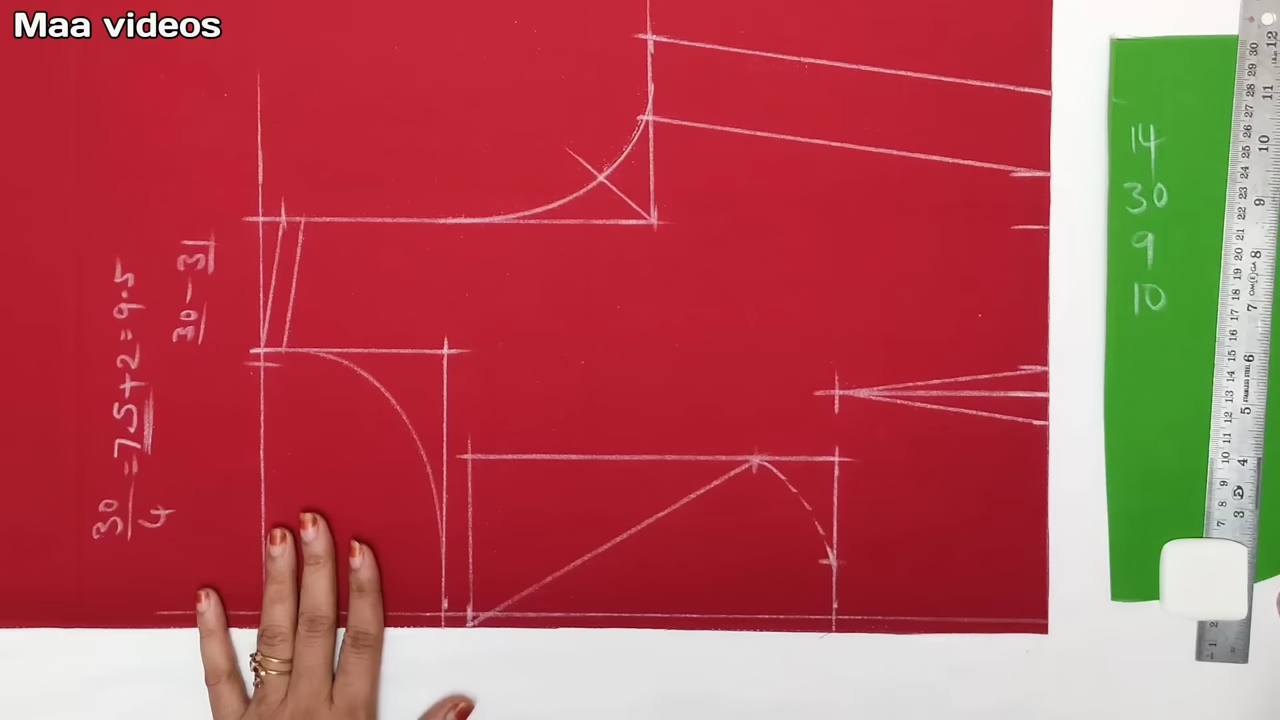 Maa videos
30/4 = 7.5+2 = 9.5
30 - 31
14
30
9
10